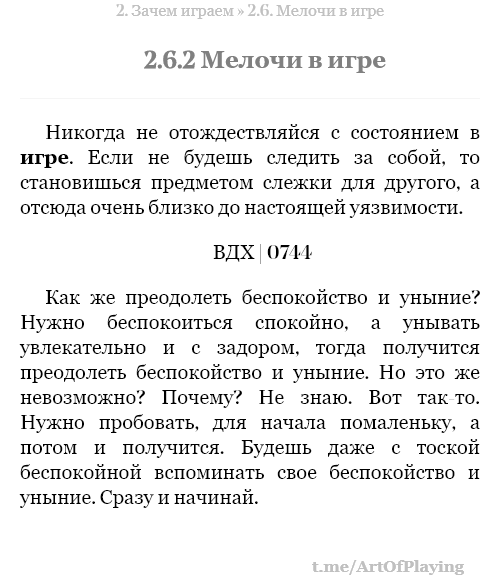 2. Зачем играем » 2.6. Мелочи в игре
2.6.2 Мелочи в игре
Никогда не отождествляйся с состоянием в
игре. Если не будешь следить за собой, то
становишься предметом слежки для другого, а
отсюда очень близко до настоящей уязвимости.
ВДХ | 0744
Как же преодолеть беспокойство и уныние?
Нужно беспокоиться спокойно, а унывать
увлекательно и с задором, тогда получится
преодолеть беспокойство и уныние. Но это же
невозможно? Почему? Не знаю. Вот так-то.
Нужно пробовать, для начала помаленьку, а
потом и получится. Будешь даже с тоской
беспокойной вспоминать свое беспокойство и
уныние. Сразу и начинай.
t.me/ArtOfPlaying